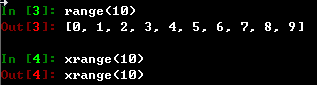 In [3]: range(10)
Out[3]: [0, 1, 2, 3, 4, 5, 6, 7, 8, 9]
In [4]: xrange(10)
Out[4]: xrange(10)